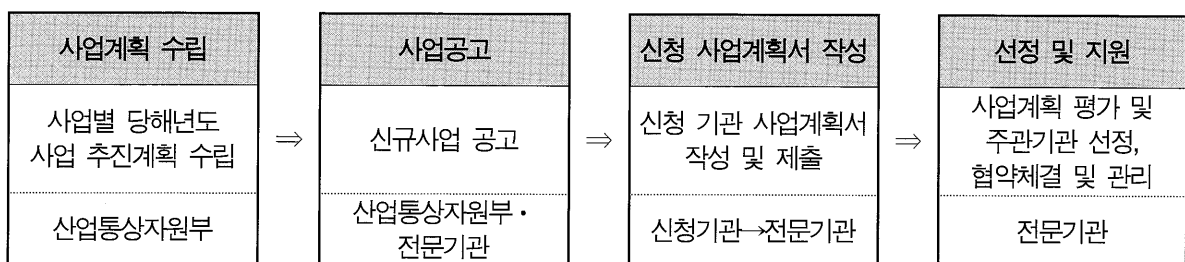 사업계획 수립
사업별 당해년도
사업 추진계획 수립
산업통상자원부
⇒
사업공고
신규사업 공고
산업통상자원부·
전문기관
⇒
신청 사업계획서 작성
신청 기관 사업계획서
작성 및 제출
신청기관→전문기관
⇒
선정 및 지원
사업계획 평가 및
주관기관 선정,
협약체결 및 관리
전문기관